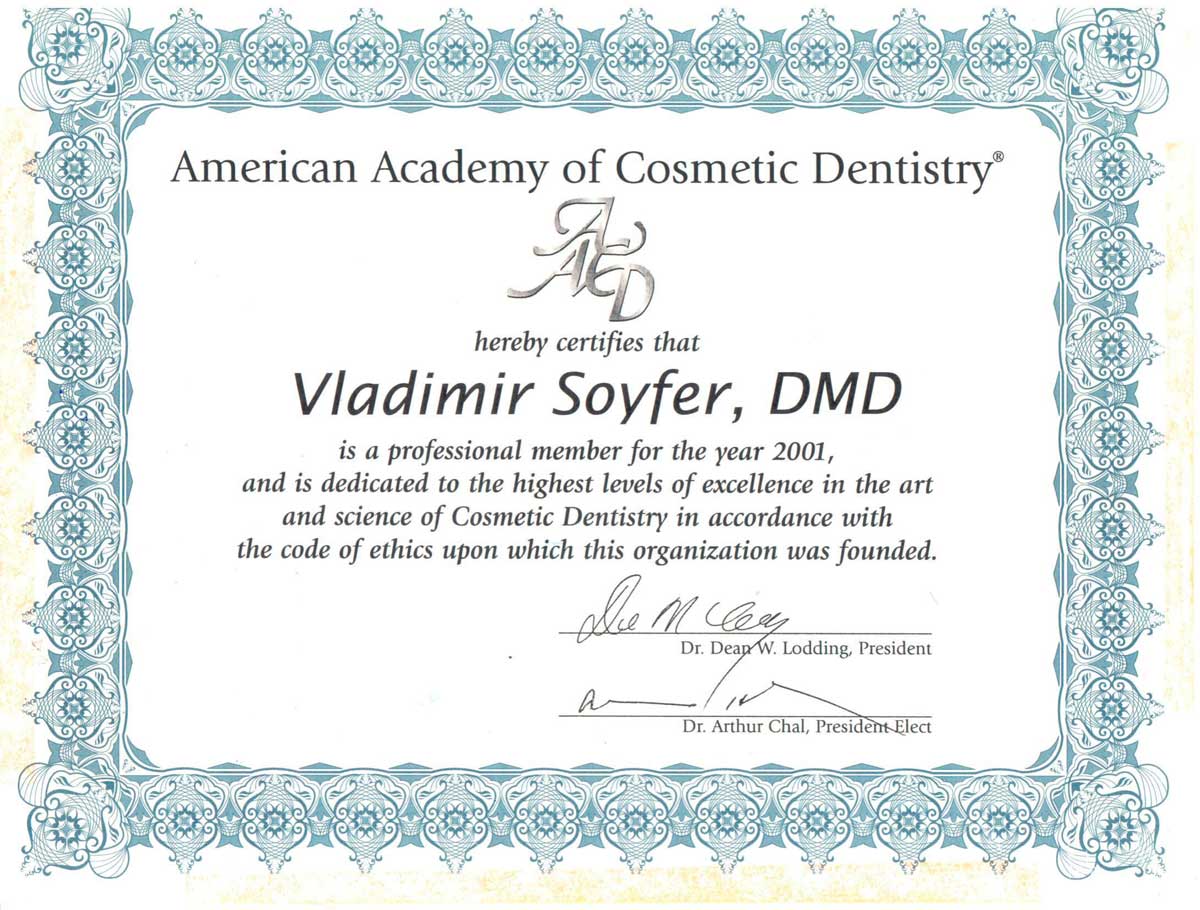 American Academy of Cosmetic Dentistry®
AACD
hereby certifies that
Vladimir Soyfer, DMD
is a professional member for the year 2001,
and is dedicated to the highest levels of excellence in the art
and science of Cosmetic Dentistry in accordance with
the code of ethics upon which this organization was founded.
Dr. Dean W. Lodding, President
Dr. Arthur Chal, President Elect